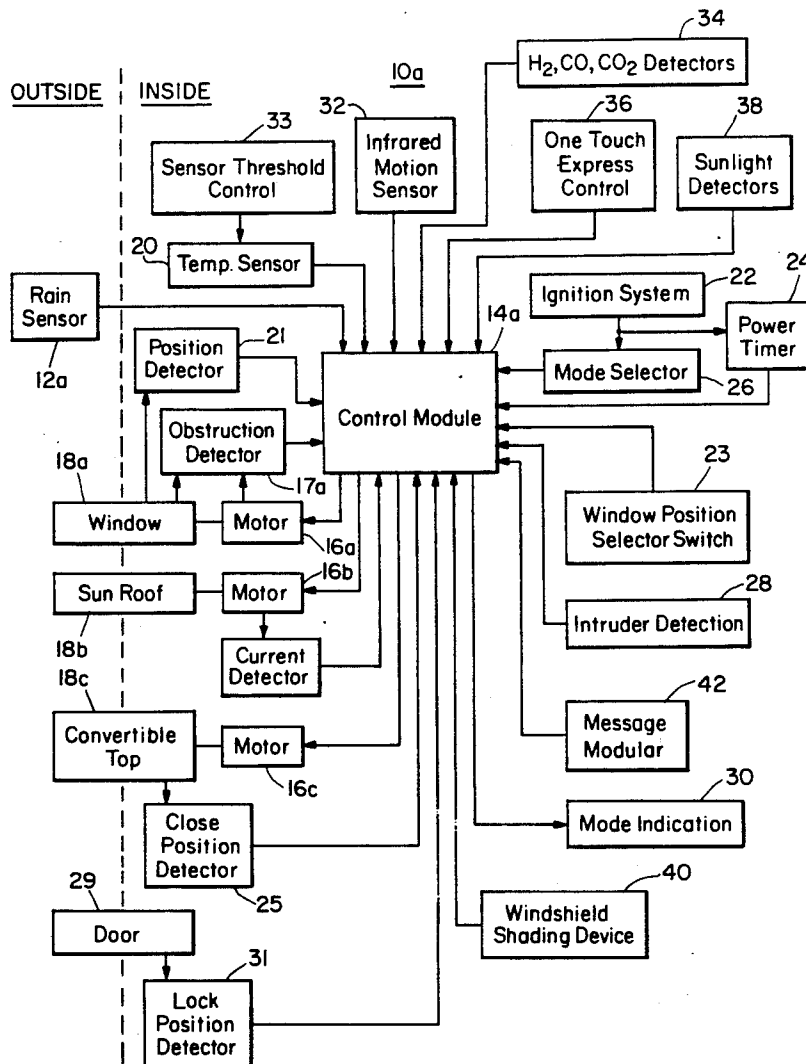 34
H2, CO, CO2 Detectors
OUTSIDE
INSIDE
10a
33
32
36
38
Sensor Threshold
Control
Infrared
Motion
Sensor
One Touch
Express
Control
Sunlight
Detectors
20
Temp. Sensor
22
24
Rain
Sensor
12a
Ignition System
Power
Timer
14a
21
Position
Detector
Mode Selector
26
Control Module
Obstruction
Detector
17a
18a
23
Window
Motor
16a
Window Position
Selector Switch
16b
Sun Roof
Motor
28
18b
Current
Detector
Intruder Detection
18c
42
Convertible
Top
Motor
16c
Message
Modular
30
Mode Indication
Close
Position
Detector
25
40
Windshield
Shading Device
29
Door
31
Lock
Position
Detector